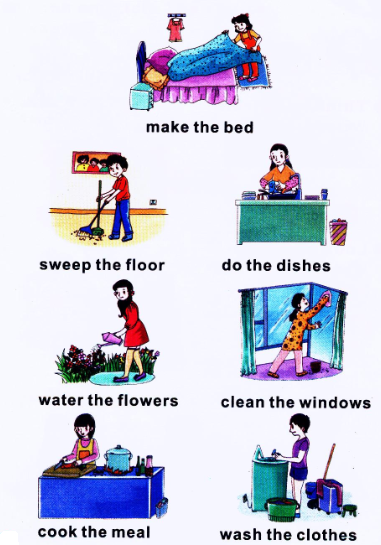 make the bed
sweep the floor
do the dishes
water the flowers
clean the windows
cook the meal
wash the clothes